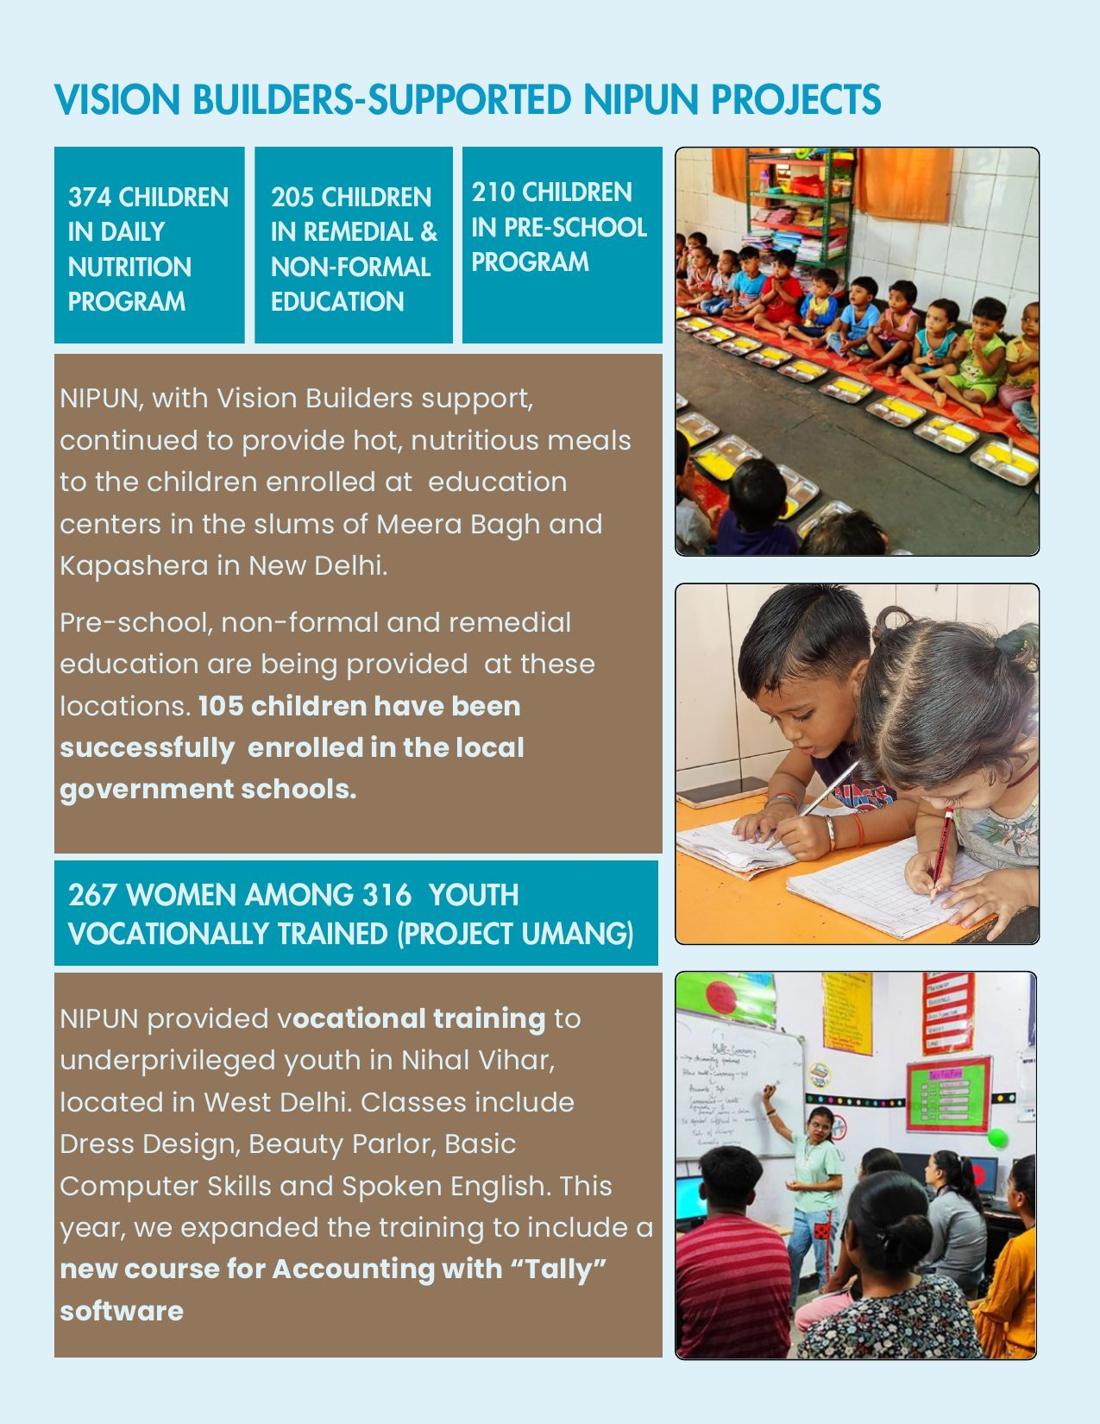 VISION BUILDERS-SUPPORTED NIPUN PROJECTS
374 CHILDREN
IN DAILY
NUTRITION
PROGRAM
205 CHILDREN
IN REMEDIAL &
NON-FORMAL
EDUCATION
210 CHILDREN
IN PRE-SCHOOL
PROGRAM
NIPUN, with Vision Builders support,
continued to provide hot, nutritious meals
to the children enrolled at  education
centers in the slums of Meera Bagh and
Kapashera in New Delhi.
Pre-school, non-formal and remedial
education are being provided  at these
locations. 105 children have been
successfully  enrolled in the local
government schools.
267 WOMEN AMONG 316  YOUTH
VOCATIONALLY TRAINED (PROJECT UMANG)
NIPUN provided vocational training to
underprivileged youth in Nihal Vihar,
located in West Delhi. Classes include
Dress Design, Beauty Parlor, Basic
Computer Skills and Spoken English. This
year, we expanded the training to include a
new course for Accounting with “Tally”
software